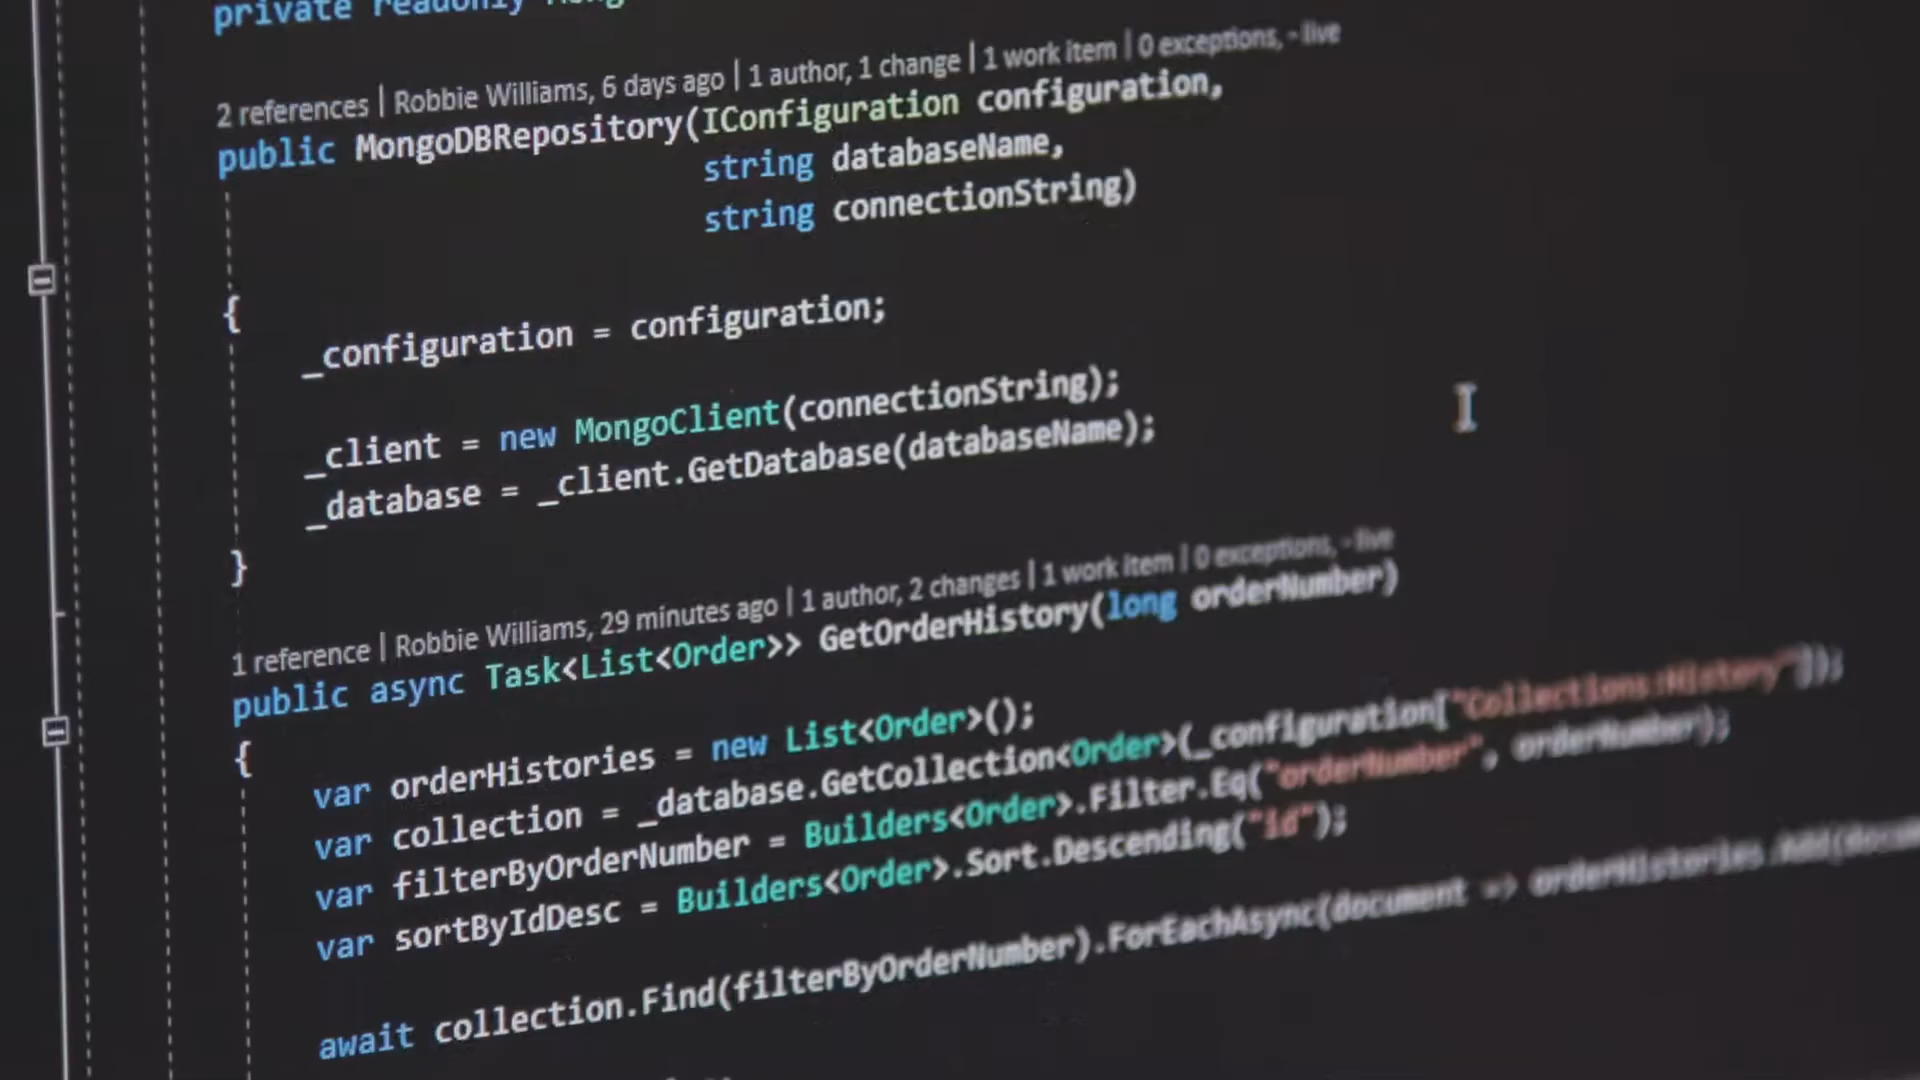 private readonly
2 references | Robbie Williams, 6 days ago | 1 author, 1 change | 1 work item | 0 exceptions, - live
public MongoDBRepository(IConfiguration configuration,
string databaseName,
string connectionString)
{
_configuration = configuration;
_client = new MongoClient(connectionString);
_database = _client.GetDatabase(databaseName);
}
1 reference | Robbie Williams, 29 minutes ago | 1 author, 2 changes | 1 work item | 0 exceptions, - live
public async Task<List<Order>> GetOrderHistory(long orderNumber)
{
var orderHistories = new List<Order>();
var collection = _database.GetCollection<Order>(_configuration["Collections:History"]);
var filterByOrderNumber = Builders<Order>.Filter.Eq("orderNumber", orderNumber);
var sortByIdDesc = Builders<Order>.Sort.Descending("id");
await collection.Find(filterByOrderNumber).ForEachAsync(document => orderHistories.Add(docum